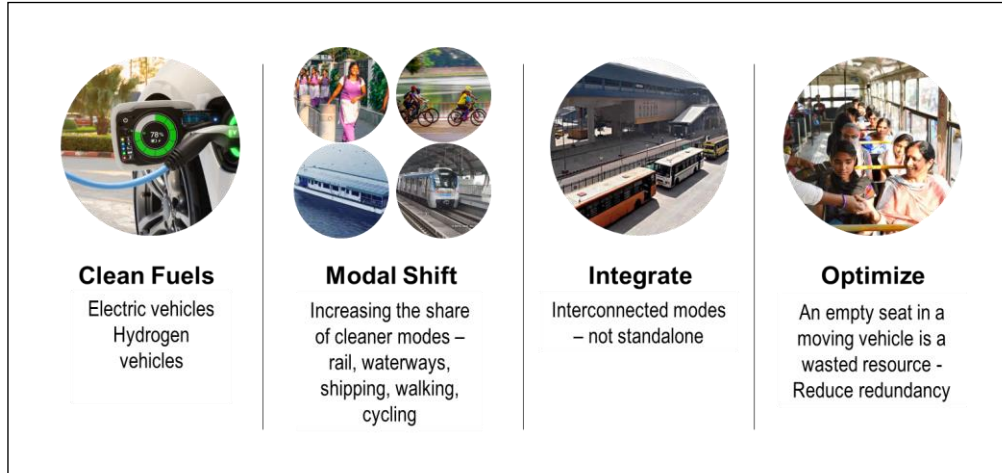 78%
Clean Fuels
Electric vehicles
Hydrogen
vehicles
Modal Shift
Increasing the share
of cleaner modes –
rail, waterways,
shipping, walking,
cycling
Integrate
Interconnected modes
– not standalone
Optimize
An empty seat in a
moving vehicle is a
wasted resource -
Reduce redundancy